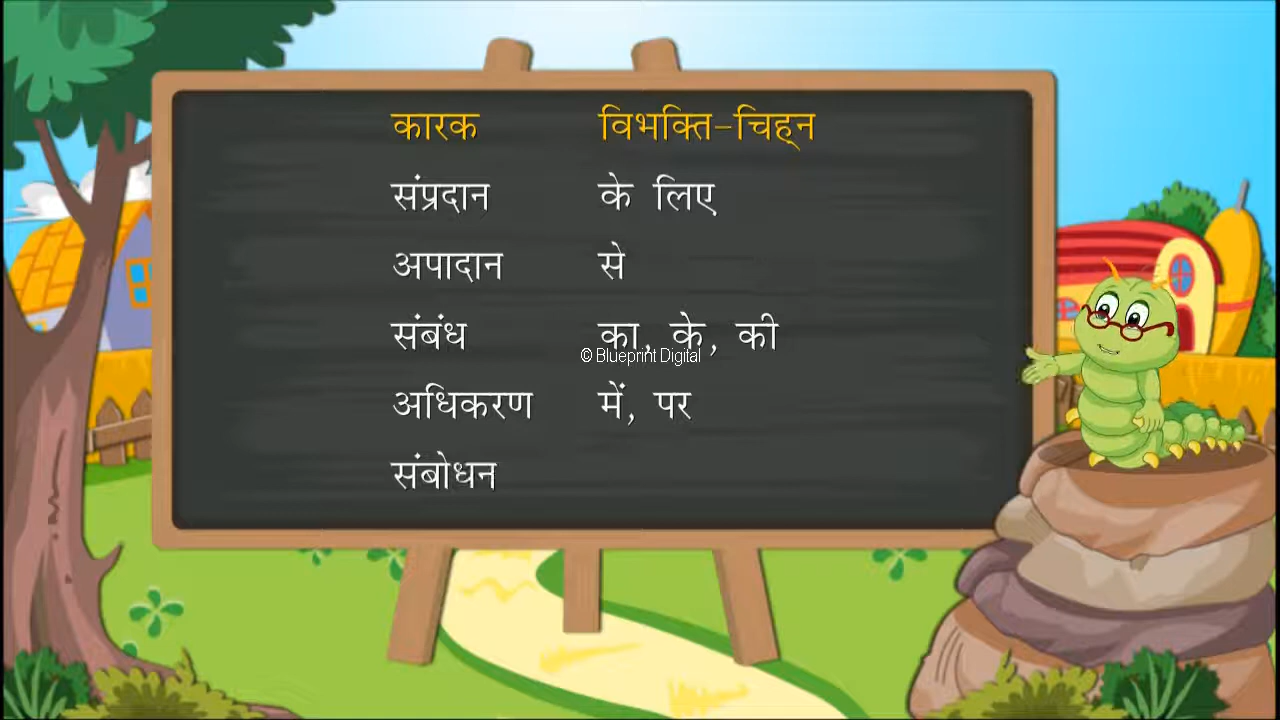 कारक विभक्ति-चिह्न
संप्रदान के लिए
अपादान से
संबंध का, के, की
© Blueprint Digital
अधिकरण में, पर
संबोधन